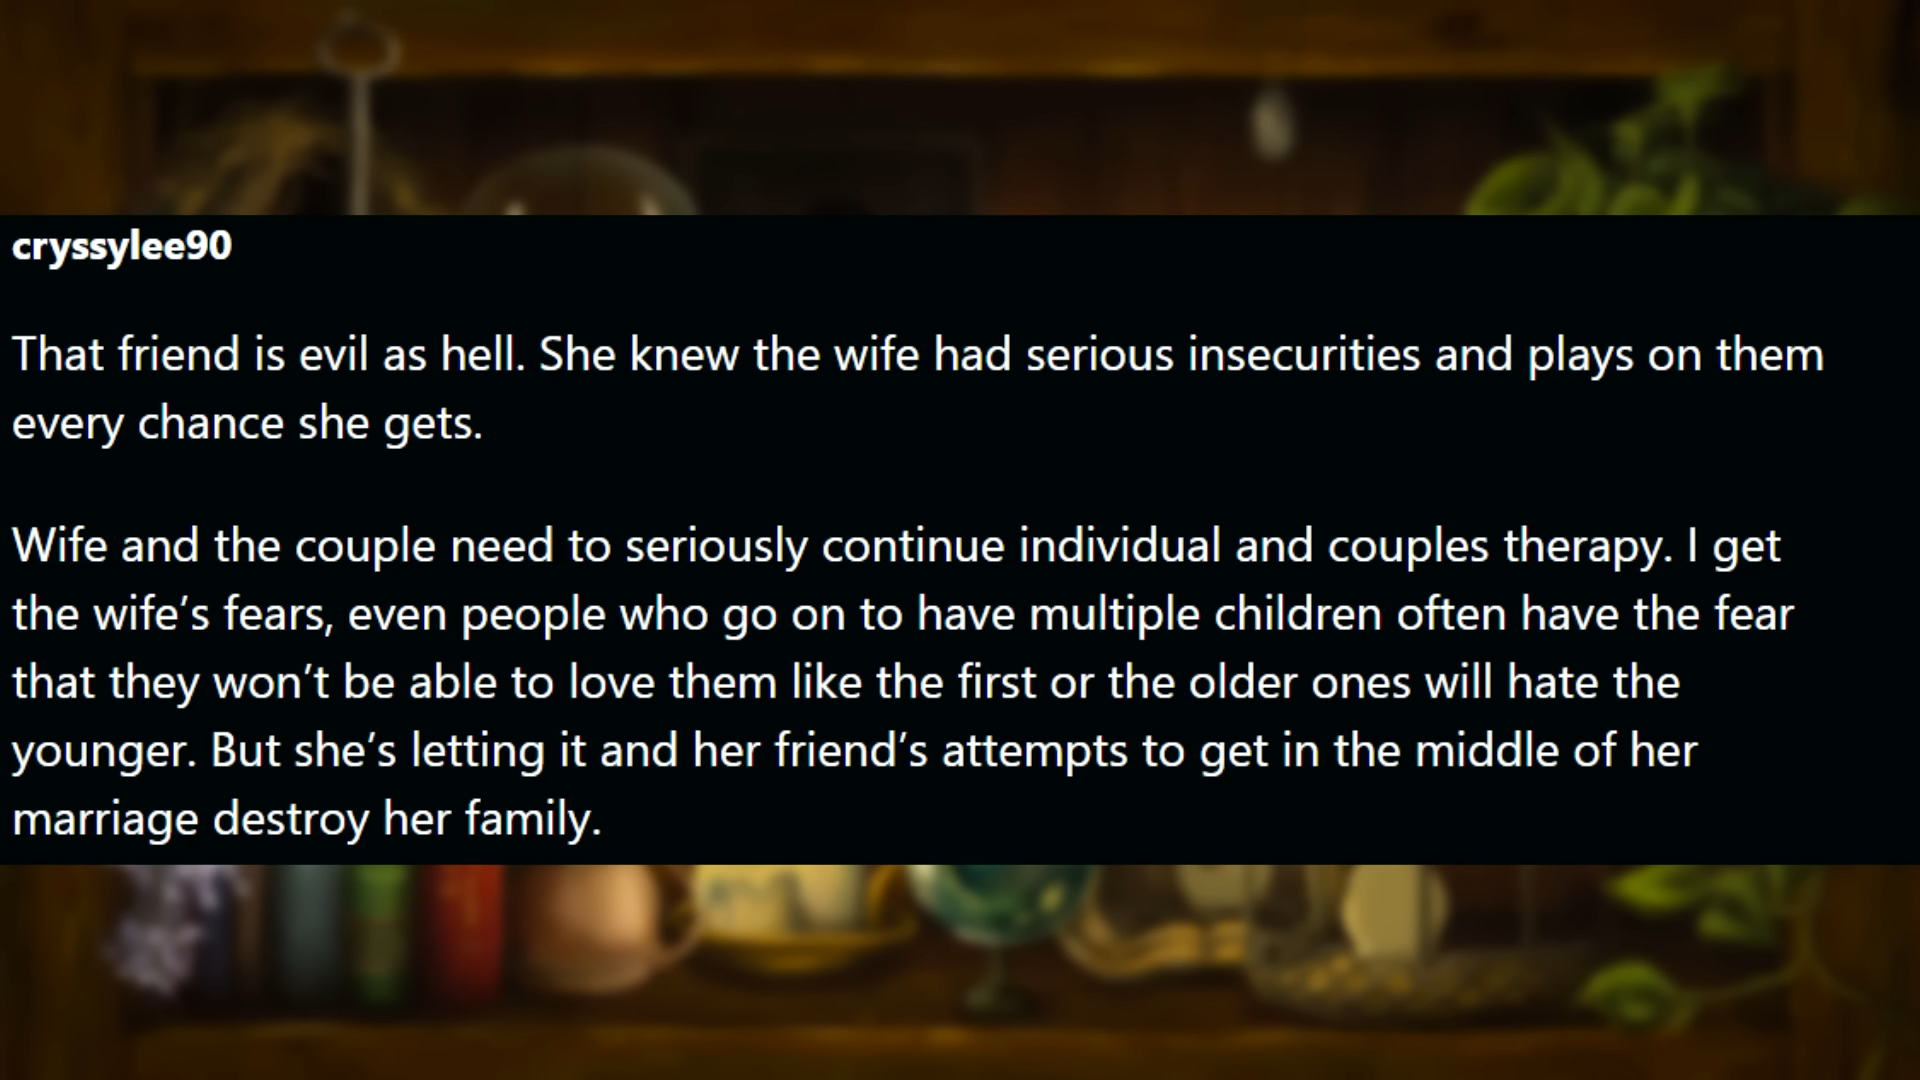 cryssylee90
That friend is evil as hell. She knew the wife had serious insecurities and plays on them
every chance she gets.
Wife and the couple need to seriously continue individual and couples therapy. I get
the wife’s fears, even people who go on to have multiple children often have the fear
that they won’t be able to love them like the first or the older ones will hate the
younger. But she’s letting it and her friend’s attempts to get in the middle of her
marriage destroy her family.